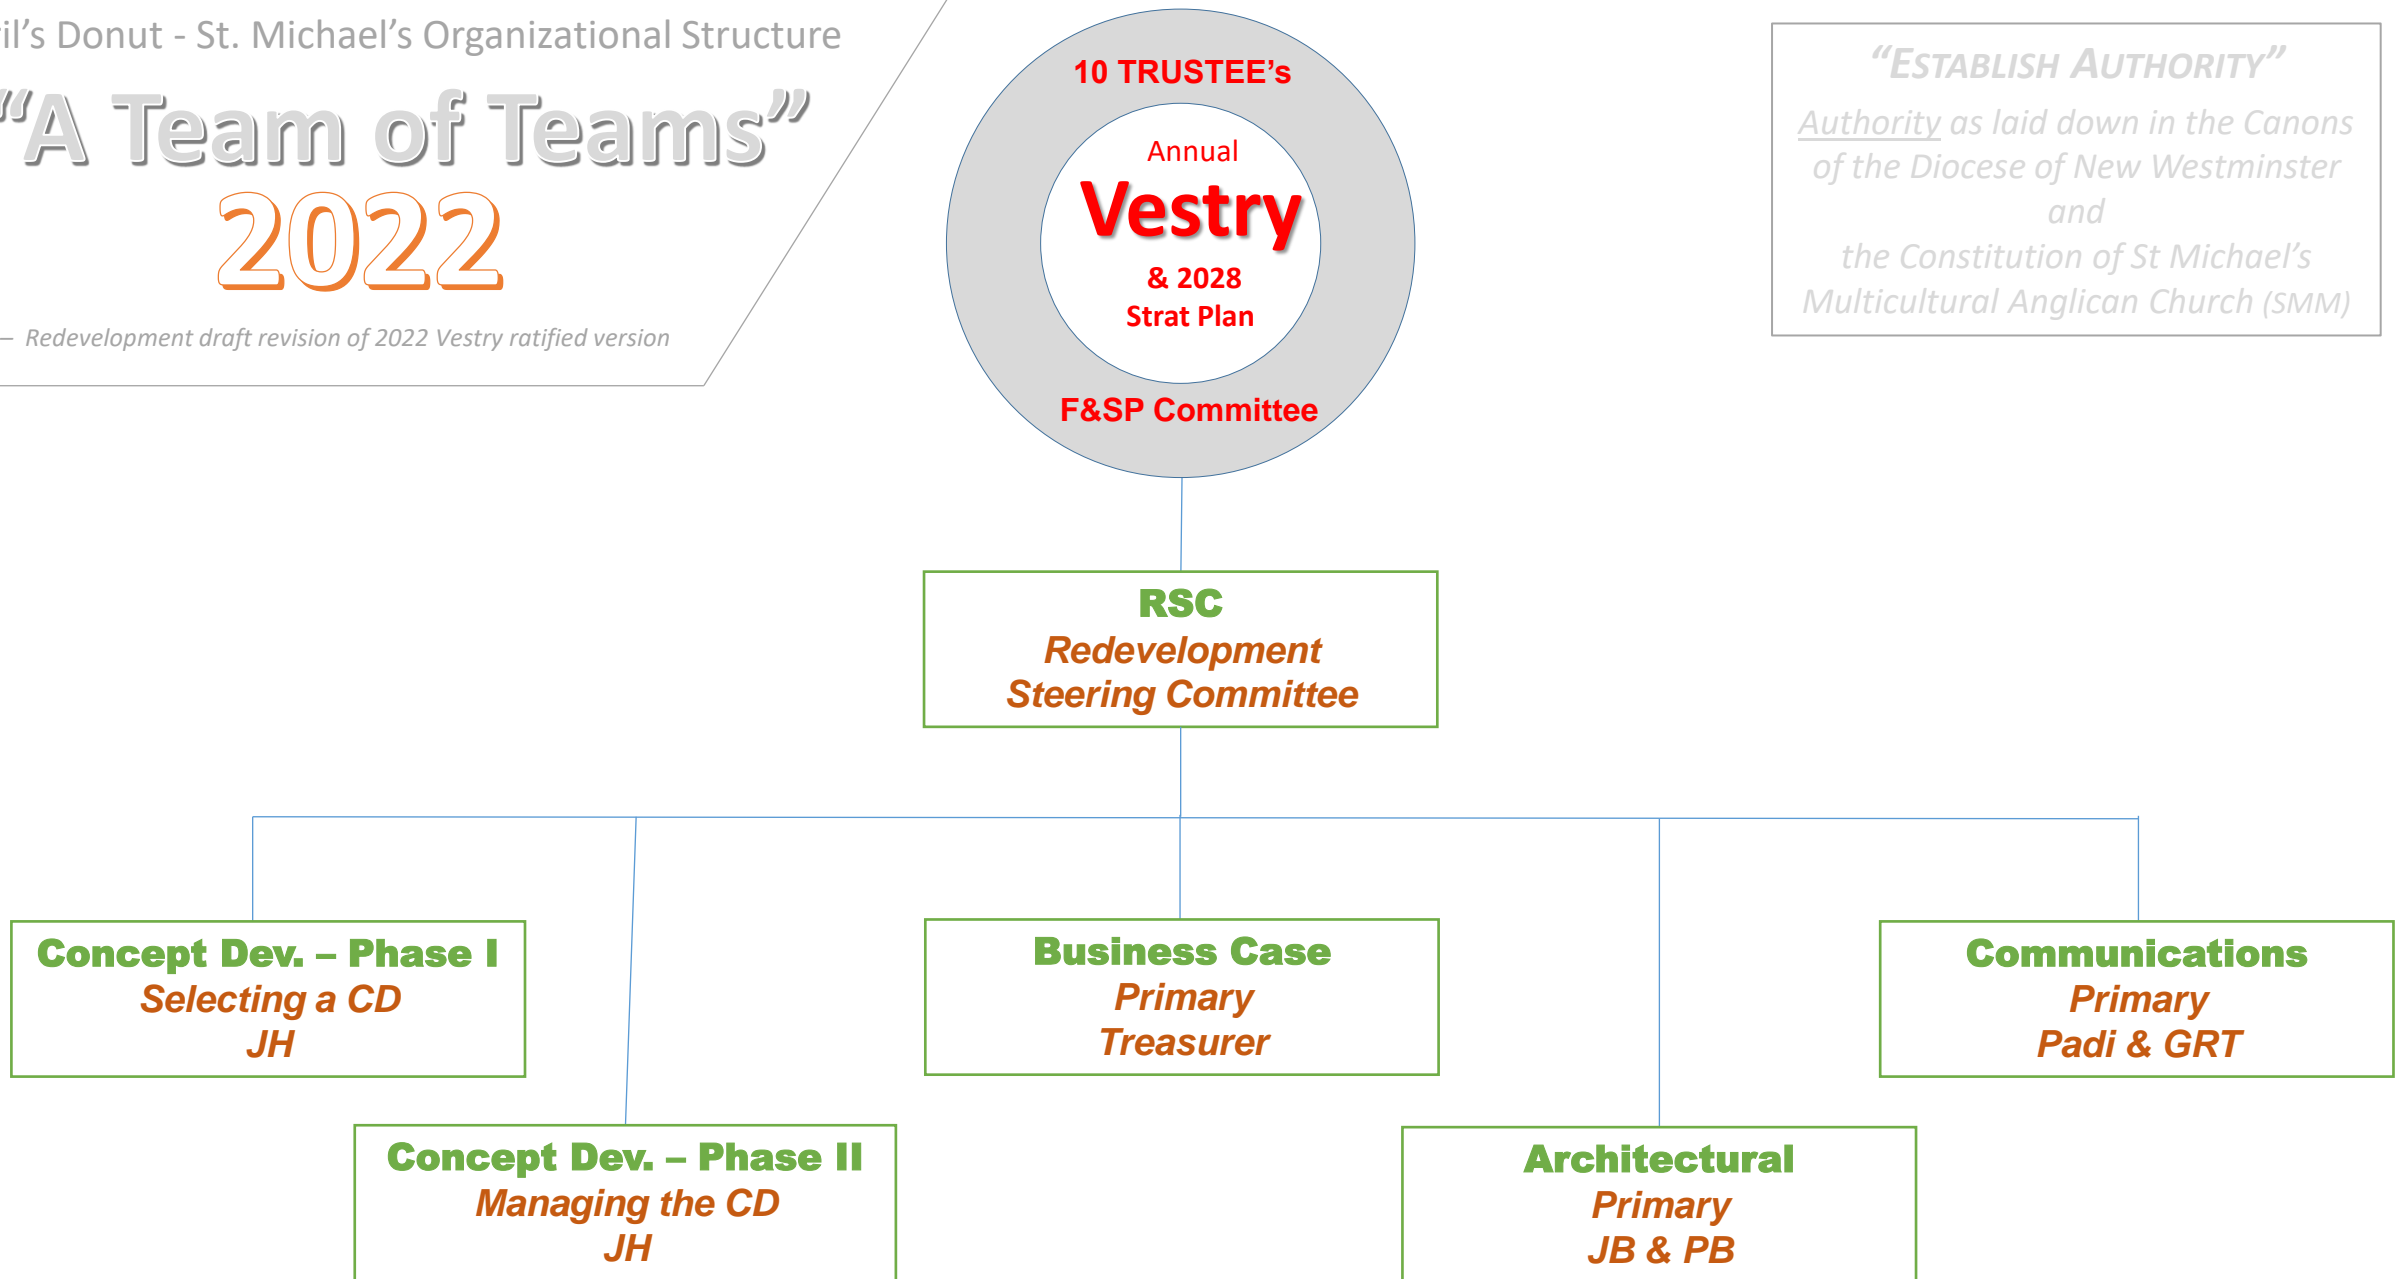 Donut - St. Michael's Organizational Structure
“A Team of Teams”
2022
– Redevelopment draft revision of 2022 Vestry ratified version
10 TRUSTEE's
Annual
Vestry
& 2028
Strat Plan
F&SP Committee
“ESTABLISH AUTHORITY”
Authority as laid down in the Canons
of the Diocese of New Westminster
and
the Constitution of St Michael's
Multicultural Anglican Church (SMM)
RSC
Redevelopment
Steering Committee
Concept Dev. – Phase I
Selecting a CD
JH
Concept Dev. – Phase II
Managing the CD
JH
Business Case
Primary
Treasurer
Architectural
Primary
JB & PB
Communications
Primary
Padi & GRT